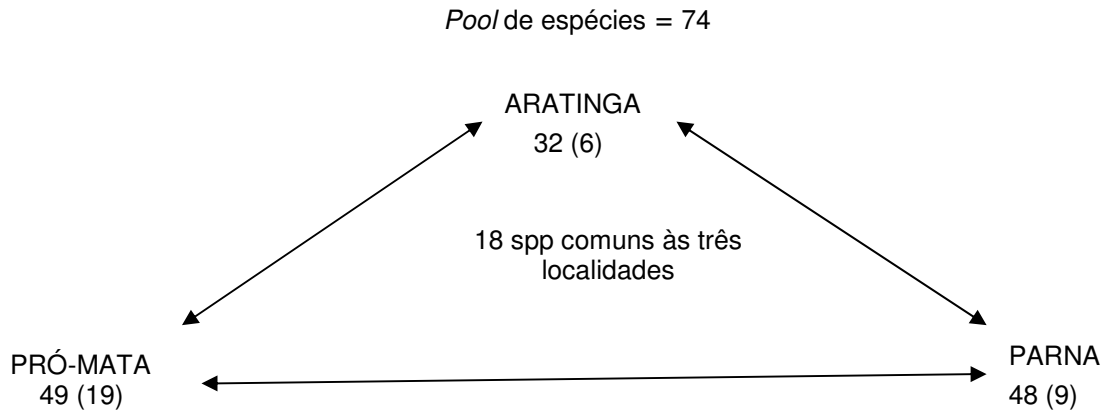 Pool de espécies = 74
ARATINGA
32 (6)
18 spp comuns às três
localidades
PRÓ-MATA
49 (19)
PARNA
48 (9)